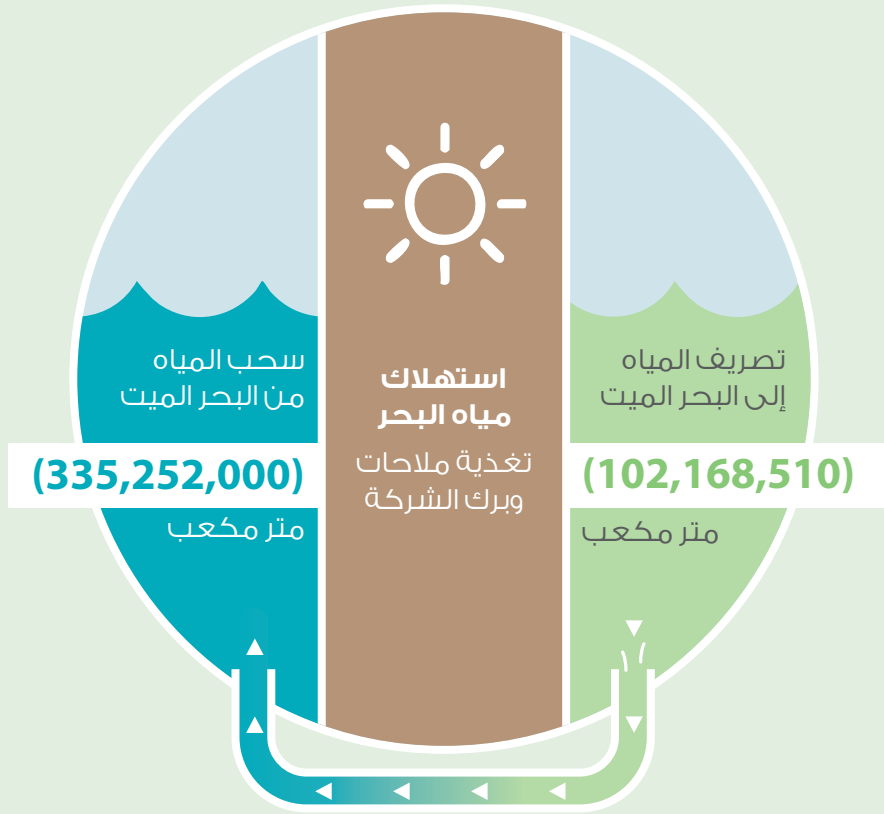 تصريف المياه
إلى البحر الميت
(102,168,510)
متر مكعب
استهلاك
مياه البحر
تغذية ملاحات
وبرك الشركة
سحب المياه
من البحر الميت
(335,252,000)
متر مكعب